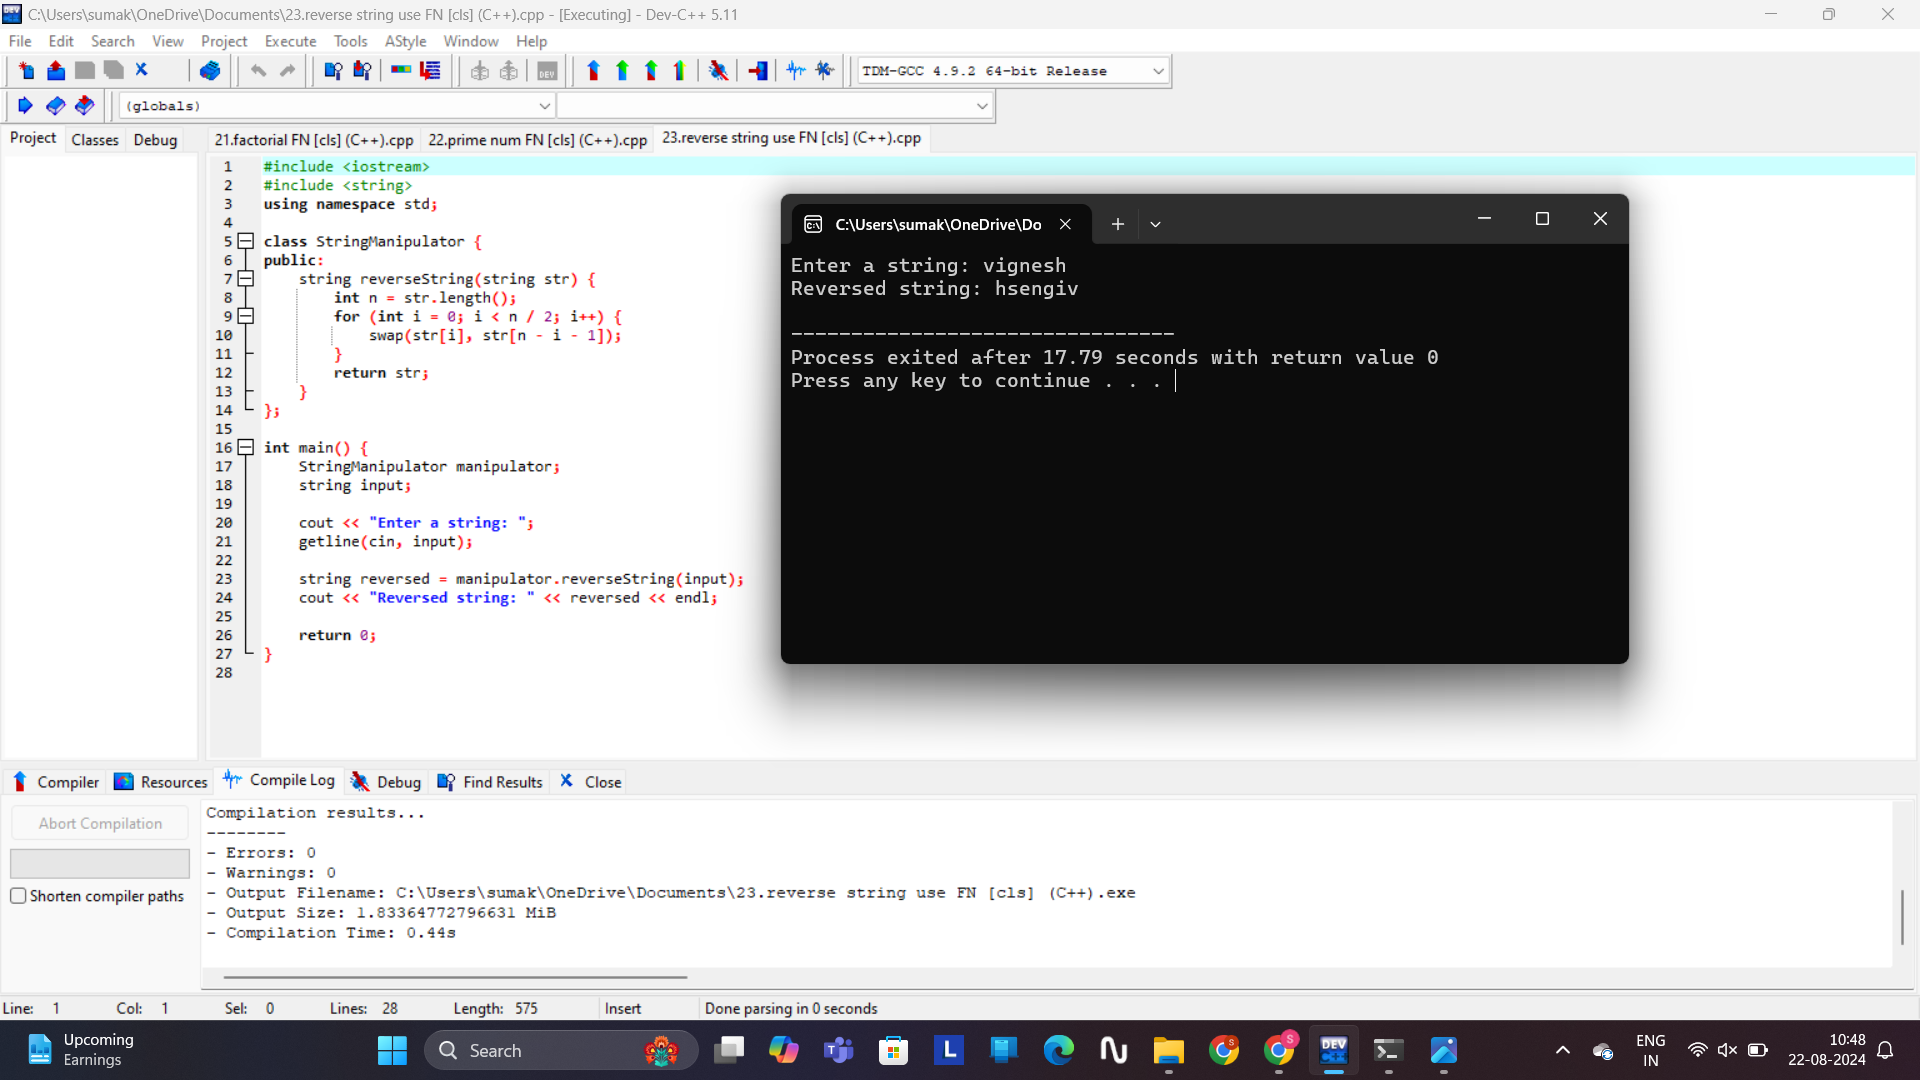 C:\Users\sumak\OneDrive\Documents\23.reverse string use FN [cls] (C++).cpp - [Executing] - Dev-C++ 5.11
File Edit Search View Project Execute Tools AStyle Window Help
TDM-GCC 4.9.2 64-bit Release
(globals)
Project Classes Debug 21.factorial FN [cls] (C++).cpp 22.prime num FN [cls] (C++).cpp 23.reverse string use FN [cls] (C++).cpp
1 #include <iostream>
2 #include <string>
3 using namespace std;
4
5 class StringManipulator {
6 public:
7 string reverseString(string str) {
8 int n = str.length();
9 for (int i = 0; i < n / 2; i++) {
10 swap(str[i], str[n - i - 1]);
11 }
12 return str;
13 }
14 };
15
16 int main() {
17 StringManipulator manipulator;
18 string input;
19
20 cout << "Enter a string: ";
21 getline(cin, input);
22
23 string reversed = manipulator.reverseString(input);
24 cout << "Reversed string: " << reversed << endl;
25
26 return 0;
27 }
28
C:\Users\sumak\OneDrive\Do
Enter a string: vignesh
Reversed string: hsengiv
--------------------------------
Process exited after 17.79 seconds with return value 0
Press any key to continue . . .
Compiler Resources Compile Log Debug Find Results Close
Abort Compilation
Shorten compiler paths
Compilation results...
--------
- Errors: 0
- Warnings: 0
- Output Filename: C:\Users\sumak\OneDrive\Documents\23.reverse string use FN [cls] (C++).exe
- Output Size: 1.83364772796631 MiB
- Compilation Time: 0.44s
Line: 1 Col: 1 Sel: 0 Lines: 28 Length: 575 Insert Done parsing in 0 seconds
Upcoming
Earnings
Search
L
S
S
DEV
C++
ENG
IN
10:48
22-08-2024